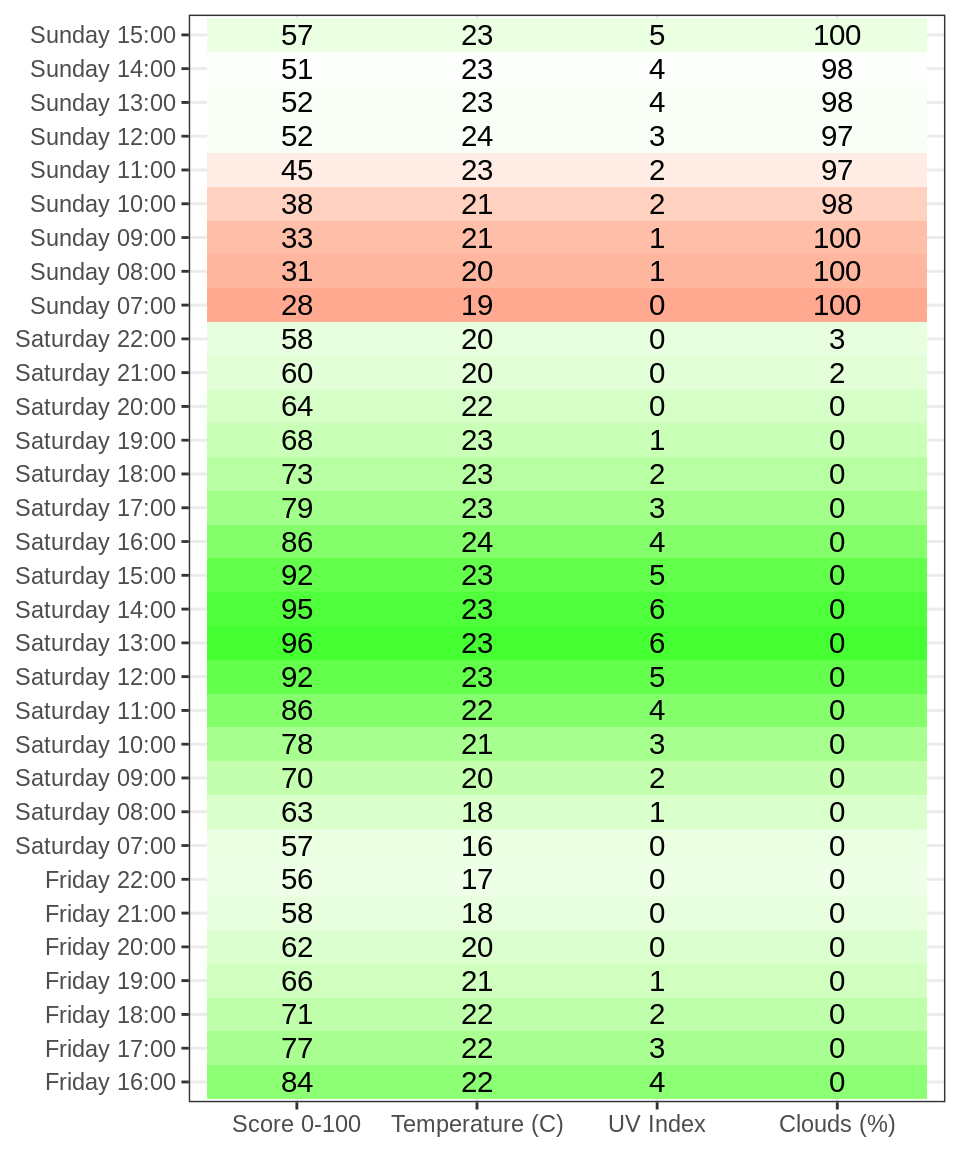 Sunday 15:00 57 23 5 100
Sunday 14:00 51 23 4 98
Sunday 13:00 52 23 4 98
Sunday 12:00 52 24 3 97
Sunday 11:00 45 23 2 97
Sunday 10:00 38 21 2 98
Sunday 09:00 33 21 1 100
Sunday 08:00 31 20 1 100
Sunday 07:00 28 19 0 100
Saturday 22:00 58 20 0 3
Saturday 21:00 60 20 0 2
Saturday 20:00 64 22 0 0
Saturday 19:00 68 23 1 0
Saturday 18:00 73 23 2 0
Saturday 17:00 79 23 3 0
Saturday 16:00 86 24 4 0
Saturday 15:00 92 23 5 0
Saturday 14:00 95 23 6 0
Saturday 13:00 96 23 6 0
Saturday 12:00 92 23 5 0
Saturday 11:00 86 22 4 0
Saturday 10:00 78 21 3 0
Saturday 09:00 70 20 2 0
Saturday 08:00 63 18 1 0
Saturday 07:00 57 16 0 0
Friday 22:00 56 17 0 0
Friday 21:00 58 18 0 0
Friday 20:00 62 20 0 0
Friday 19:00 66 21 1 0
Friday 18:00 71 22 2 0
Friday 17:00 77 22 3 0
Friday 16:00 84 22 4 0
Score 0-100 Temperature (C) UV Index Clouds (%)